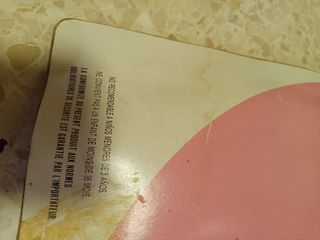 NO RECOMENDABLE A NIÑOS MENORES DE 3 AÑOS.
NE CONVIENT PAS A UN ENFANT DE MOINS DE 36 MOIS.
LA CONFORMITE DU PRESENT PRODUIT AUX NORMES
OBLIGATOIRES DE SECURITE EST GARANTIE PAR L'IMPORTATEUR.